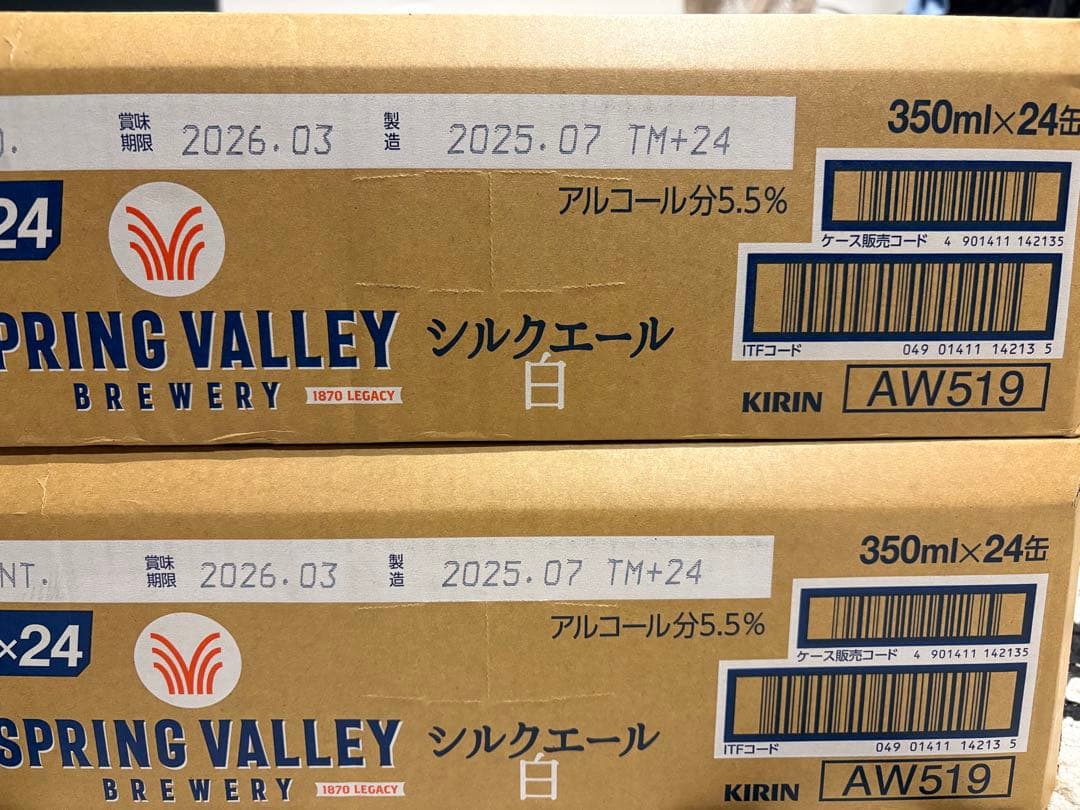 賞味期限 2026.03 製造 2025.07 TM+24
350ml×24缶
24
アルコール分5.5%
ケース販売コード 4 901411 142135
ITFコード 049 01411 14213 5
PRING VALLEY
BREWERY 1870 LEGACY
シルクエール
白
KIRIN AW519
NT. 賞味期限 2026.03 製造 2025.07 TM+24
350ml×24缶
×24
アルコール分5.5%
ケース販売コード 4 901411 142135
ITFコード 049 01411 14213 5
SPRING VALLEY
BREWERY 1870 LEGACY
シルクエール
白
KIRIN AW519